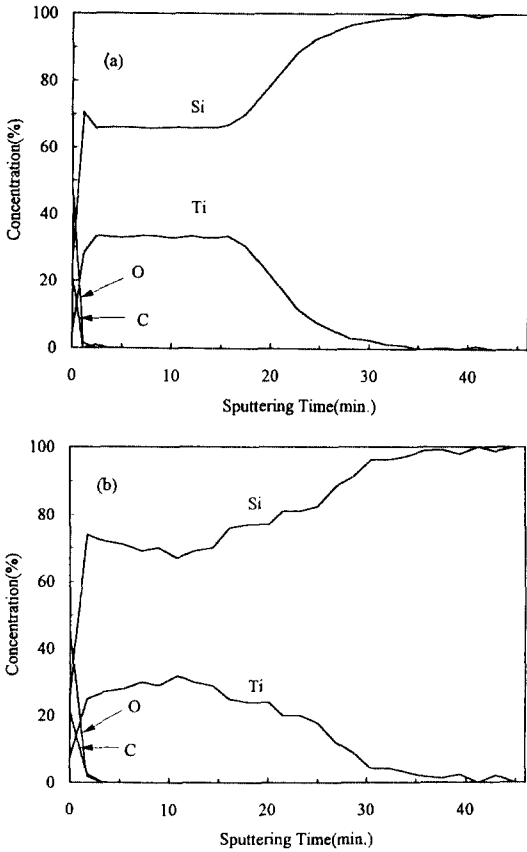 100
(a)
80
Si
60
Concentration(%)
40
Ti
20
O
C
0
0 10 20 30 40
Sputtering Time(min.)
100
(b)
80
Si
60
Concentration(%)
40
Ti
20
O
C
0
0 10 20 30 40
Sputtering Time(min.)